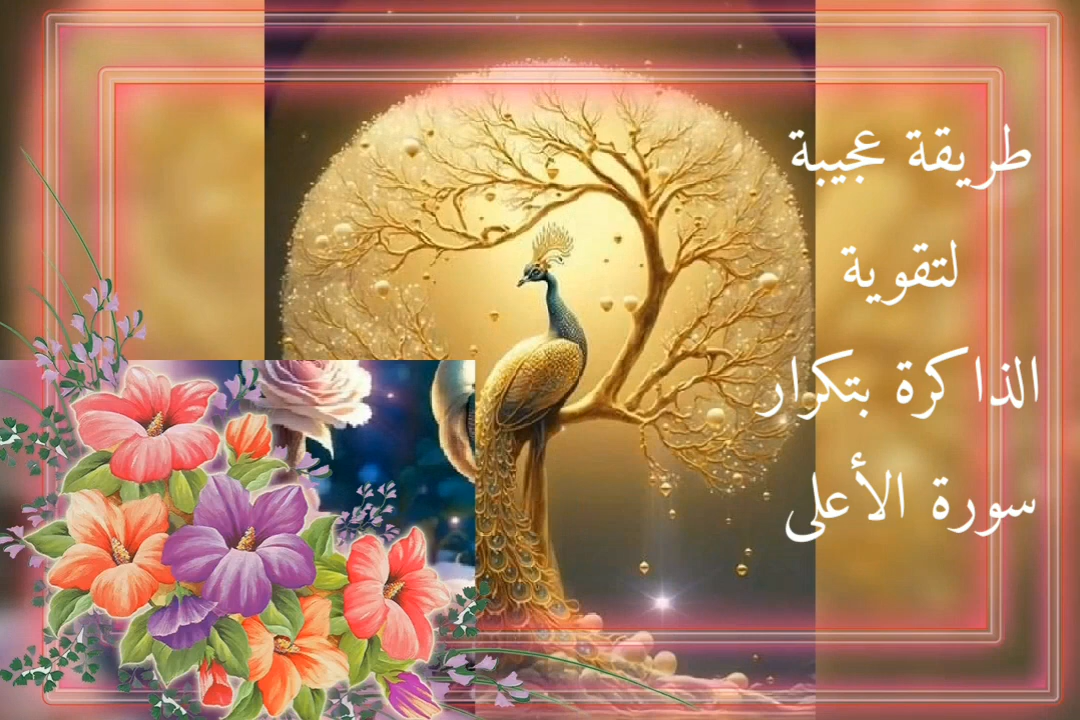 طريقة عجيبة
لتقوية
الذاكرة بتكرار
سورة الأعلى